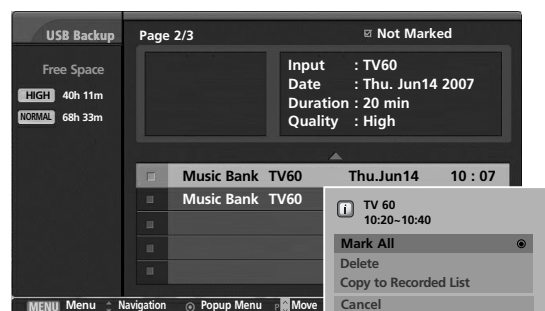 USB Backup
Page 2/3
Not Marked
Free Space
HIGH 40h 11m
NORMAL 68h 33m
Input : TV60
Date : Thu. Jun14 2007
Duration : 20 min
Quality : High
Music Bank TV60 Thu.Jun14 10 : 07
Music Bank TV60
i TV 60
10:20~10:40
Mark All
Delete
Copy to Recorded List
Cancel
MENU Menu Navigation Popup Menu P Move